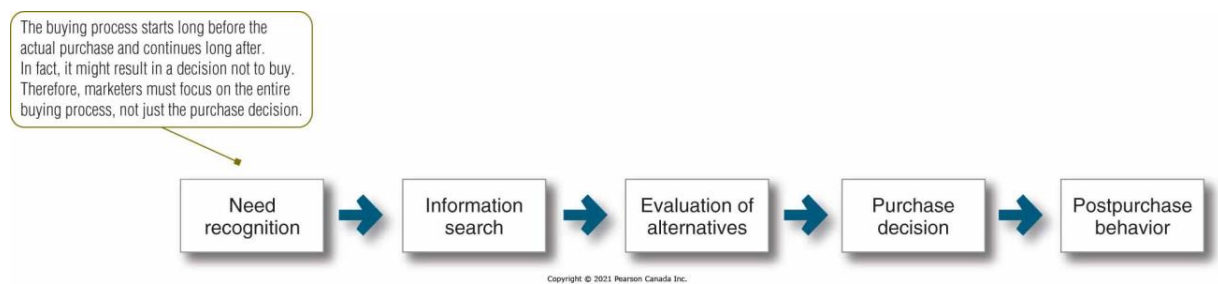 The buying process starts long before the
actual purchase and continues long after.
In fact, it might result in a decision not to buy.
Therefore, marketers must focus on the entire
buying process, not just the purchase decision.
Need
recognition
Information
search
Evaluation of
alternatives
Purchase
decision
Postpurchase
behavior
Copyright © 2021 Pearson Canada Inc.